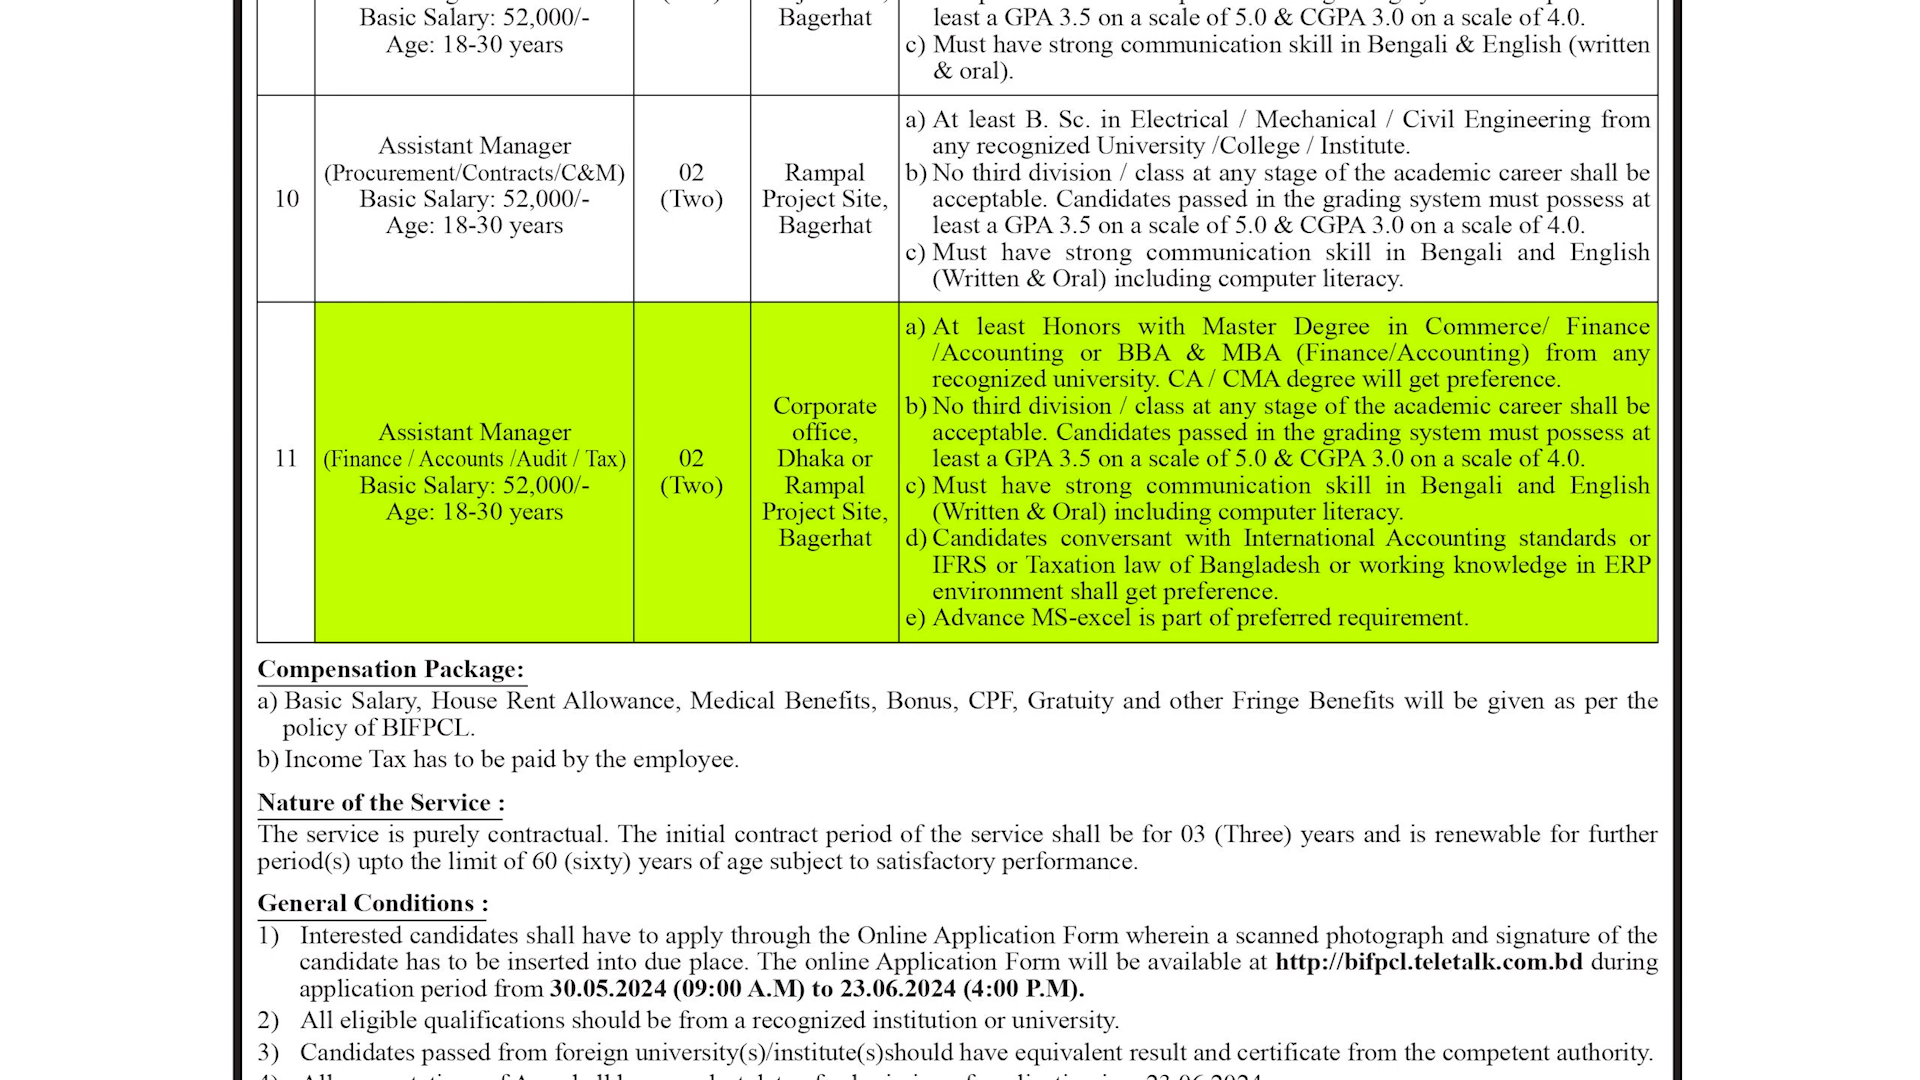 Basic Salary: 52,000/-
Age: 18-30 years
Bagerhat
least a GPA 3.5 on a scale of 5.0 & CGPA 3.0 on a scale of 4.0.
c) Must have strong communication skill in Bengali & English (written
& oral).
10
Assistant Manager
(Procurement/Contracts/C&M)
Basic Salary: 52,000/-
Age: 18-30 years
02
(Two)
Rampal
Project Site,
Bagerhat
a) At least B. Sc. in Electrical / Mechanical / Civil Engineering from
any recognized University /College / Institute.
b) No third division / class at any stage of the academic career shall be
acceptable. Candidates passed in the grading system must possess at
least a GPA 3.5 on a scale of 5.0 & CGPA 3.0 on a scale of 4.0.
c) Must have strong communication skill in Bengali and English
(Written & Oral) including computer literacy.
11
Assistant Manager
(Finance / Accounts /Audit / Tax)
Basic Salary: 52,000/-
Age: 18-30 years
02
(Two)
Corporate
office,
Dhaka or
Rampal
Project Site,
Bagerhat
a) At least Honors with Master Degree in Commerce/ Finance
/Accounting or BBA & MBA (Finance/Accounting) from any
recognized university. CA / CMA degree will get preference.
b) No third division / class at any stage of the academic career shall be
acceptable. Candidates passed in the grading system must possess at
least a GPA 3.5 on a scale of 5.0 & CGPA 3.0 on a scale of 4.0.
c) Must have strong communication skill in Bengali and English
(Written & Oral) including computer literacy.
d) Candidates conversant with International Accounting standards or
IFRS or Taxation law of Bangladesh or working knowledge in ERP
environment shall get preference.
e) Advance MS-excel is part of preferred requirement.
Compensation Package:
a) Basic Salary, House Rent Allowance, Medical Benefits, Bonus, CPF, Gratuity and other Fringe Benefits will be given as per the
policy of BIFPCL.
b) Income Tax has to be paid by the employee.
Nature of the Service :
The service is purely contractual. The initial contract period of the service shall be for 03 (Three) years and is renewable for further
period(s) upto the limit of 60 (sixty) years of age subject to satisfactory performance.
General Conditions :
1) Interested candidates shall have to apply through the Online Application Form wherein a scanned photograph and signature of the
candidate has to be inserted into due place. The online Application Form will be available at http://bifpcl.teletalk.com.bd during
application period from 30.05.2024 (09:00 A.M) to 23.06.2024 (4:00 P.M).
2) All eligible qualifications should be from a recognized institution or university.
3) Candidates passed from foreign university(s)/institute(s)should have equivalent result and certificate from the competent authority.